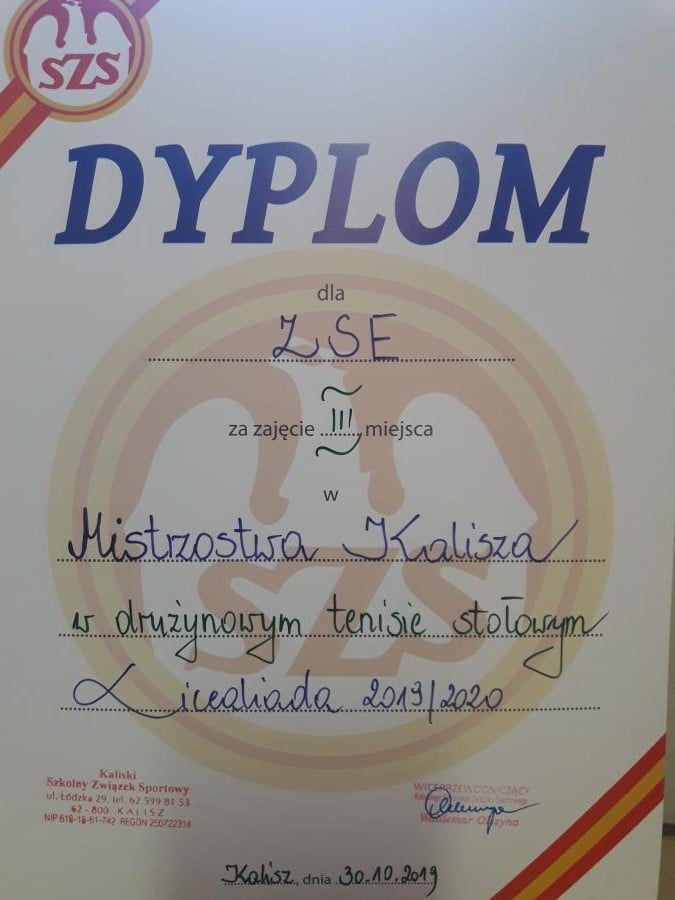 SZS
DYPLOM
dla
ZSE
za zajęcie III miejsca
w
Mistrzostwa Kalisza
w drużynowym tenisie stołowym
Licealiada 2019/2020
SZS
Kaliski
Szkolny Związek Sportowy
ul. Łódzka 29, tel. 62 599 81 53
62-800 KALISZ
NIP 618-18-61-742 REGON 250722314
WICEPRZEWODNICZĄCY
Waldemar
Kalisz, dnia 30.10.2019